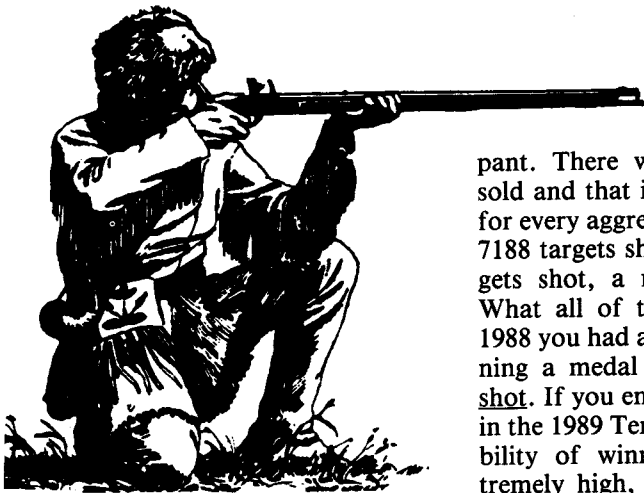 pant. There w
sold and that i
for every aggre
7188 targets sh
gets shot, a r
What all of t
1988 you had a
ning a medal
shot. If you en
in the 1989 Ter
bility of winr
tremely high.